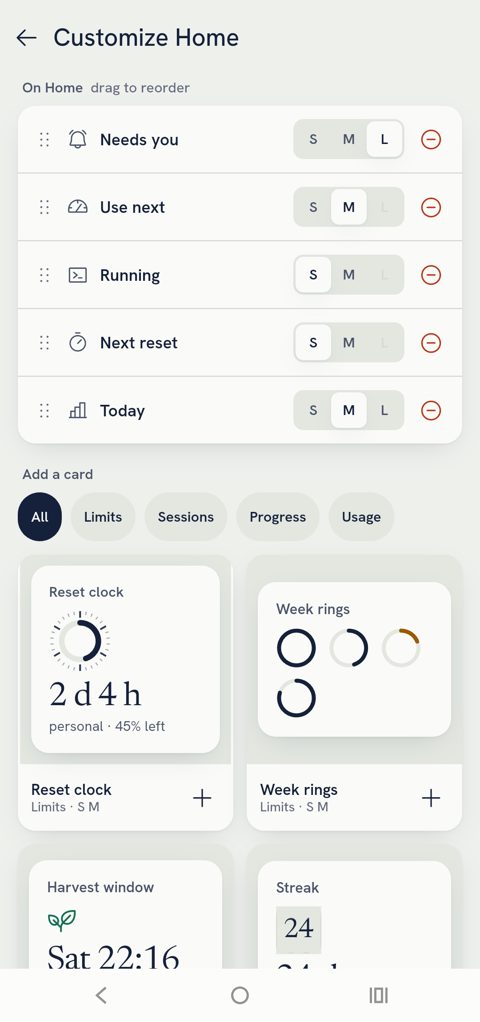 Customize Home
On Home drag to reorder
Needs you S M L
Use next S M L
Running S M L
Next reset S M L
Today S M L
Add a card
All Limits Sessions Progress Usage
Reset clock
2 d 4 h
personal · 45% left
Reset clock
Limits · S M
Week rings
Week rings
Limits · S M
Harvest window
Sat 22:16
Streak
24